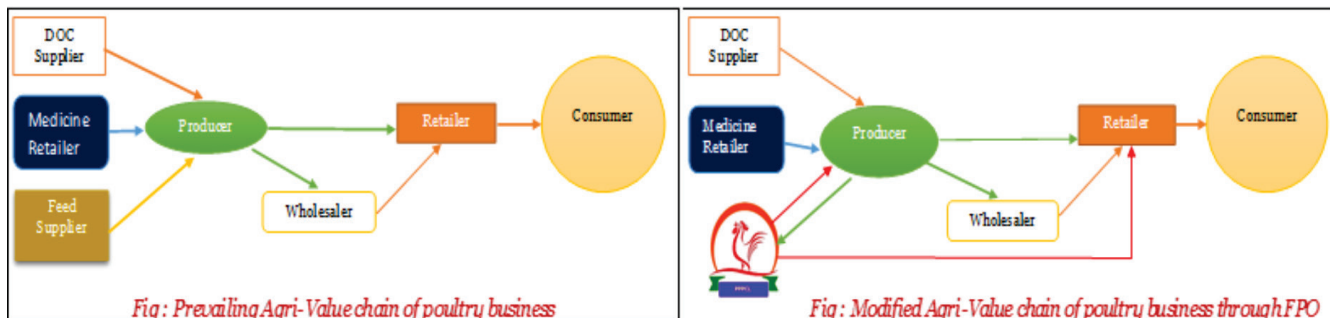 DOC
Supplier
Medicine
Retailer
Feed
Supplier
Producer
Wholesaler
Retailer
Consumer
Fig : Prevailing Agri-Value chain of poultry business
DOC
Supplier
Medicine
Retailer
Producer
Wholesaler
Retailer
Consumer
Fig : Modified Agri-Value chain of poultry business through FPO